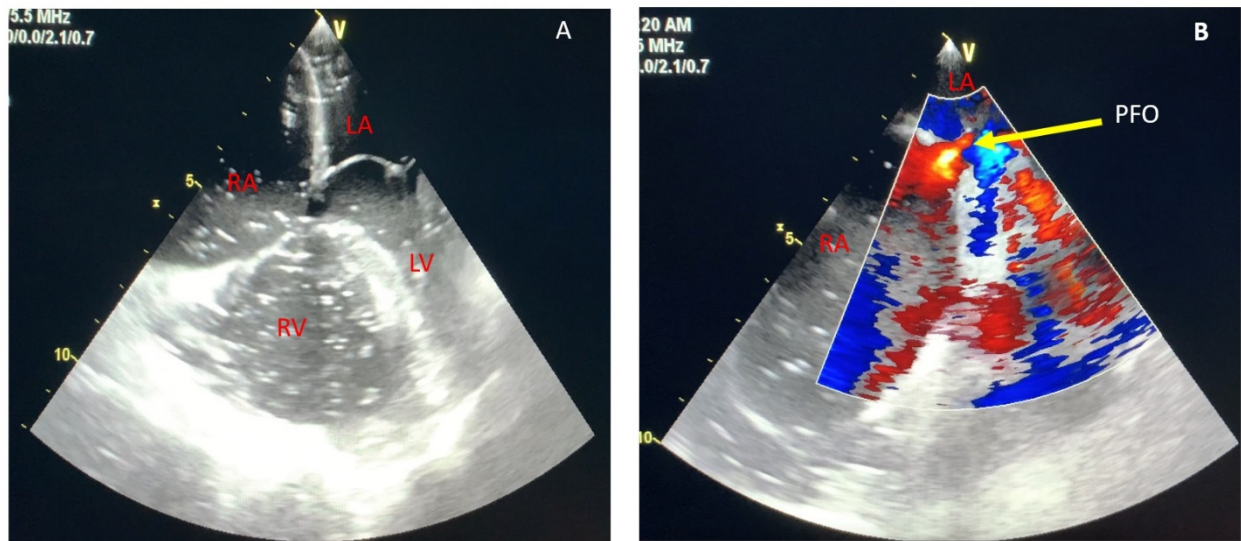 5.5 MHz
0/0.0/2.1/0.7
V
A
LA
5
RA
LV
RV
10
:20 AM
5 MHz
.0/2.1/0.7
V
B
LA
PFO
5
RA
10